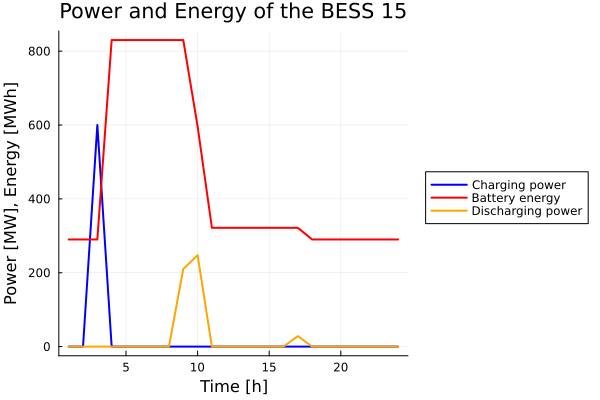 Power and Energy of the BESS 15
Power [MW], Energy [MWh]
800
600
400
200
0
5 10 15 20
Time [h]
Charging power
Battery energy
Discharging power